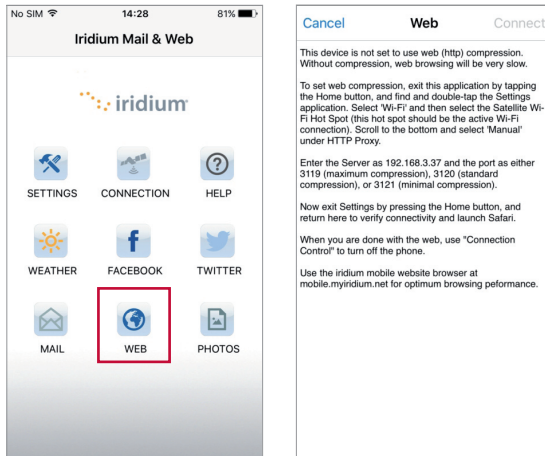 No SIM 14:28 81%
Iridium Mail & Web
iridium
SETTINGS CONNECTION HELP
WEATHER FACEBOOK TWITTER
MAIL WEB PHOTOS
Cancel Web Connect
This device is not set to use web (http) compression.
Without compression, web browsing will be very slow.
To set web compression, exit this application by tapping
the Home button, and find and double-tap the Settings
application. Select 'Wi-Fi' and then select the Satellite Wi-
Fi Hot Spot (this hot spot should be the active Wi-Fi
connection). Scroll to the bottom and select 'Manual'
under HTTP Proxy.
Enter the Server as 192.168.3.37 and the port as either
3119 (maximum compression), 3120 (standard
compression), or 3121 (minimal compression).
Now exit Settings by pressing the Home button, and
return here to verify connectivity and launch Safari.
When you are done with the web, use "Connection
Control" to turn off the phone.
Use the iridium mobile website browser at
mobile.myiridium.net for optimum browsing peformance.